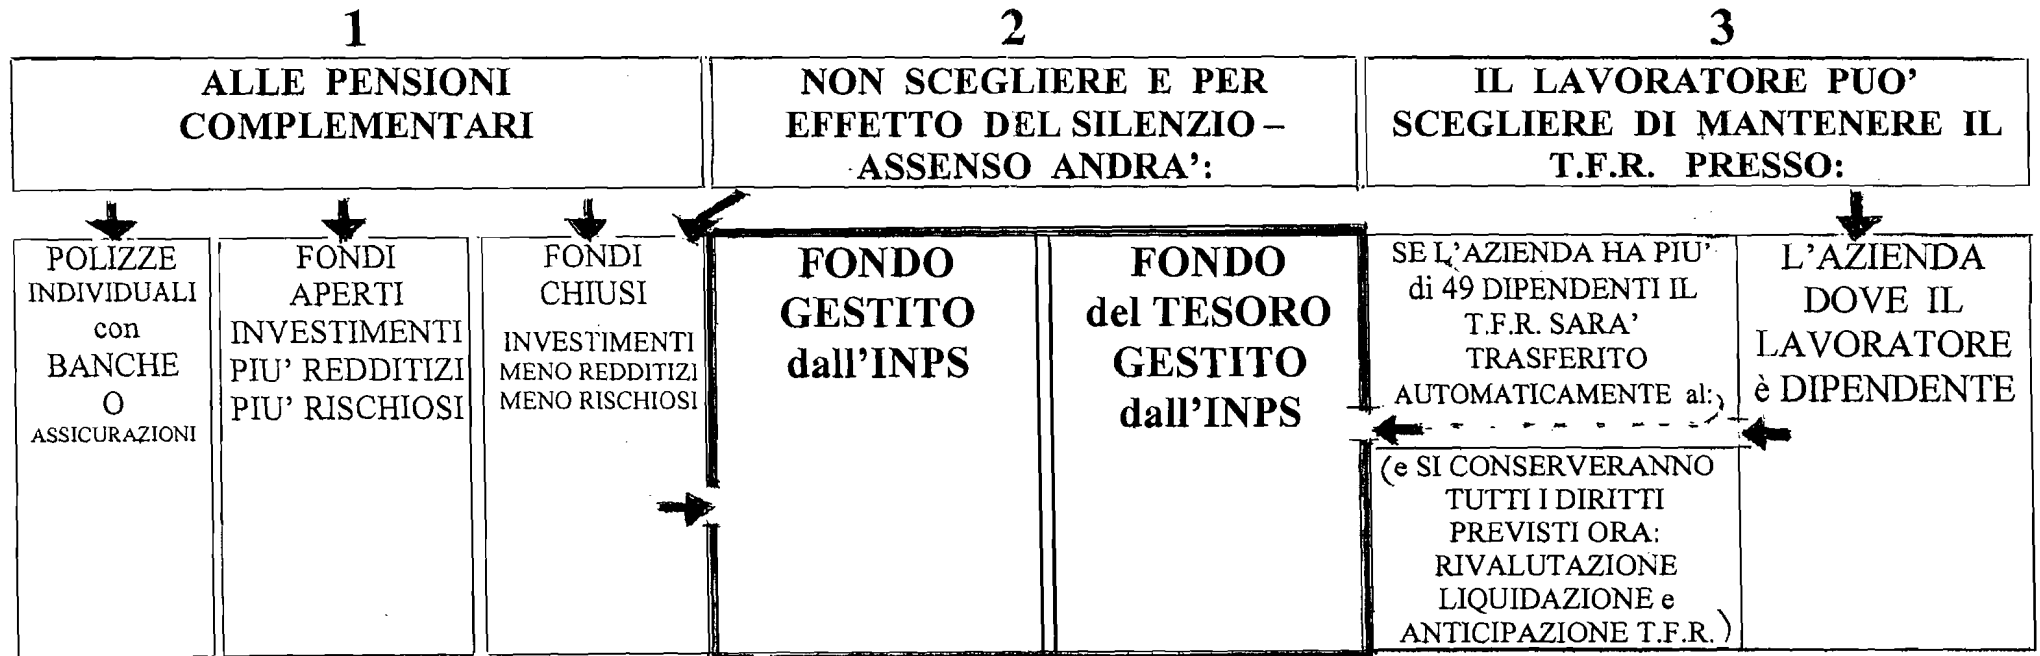 1
ALLE PENSIONI
COMPLEMENTARI
2
NON SCEGLIERE E PER
EFFETTO DEL SILENZIO –
ASSENSO ANDRA':
3
IL LAVORATORE PUO'
SCEGLIERE DI MANTENERE IL
T.F.R. PRESSO:
POLIZZE
INDIVIDUALI
con
BANCHE
O
ASSICURAZIONI
FONDI
APERTI
INVESTIMENTI
PIU' REDDITIZI
PIU' RISCHIOSI
FONDI
CHIUSI
INVESTIMENTI
MENO REDDITIZI
MENO RISCHIOSI
FONDO
GESTITO
dall'INPS
FONDO
del TESORO
GESTITO
dall'INPS
SE L'AZIENDA HA PIU'
di 49 DIPENDENTI IL
T.F.R. SARA'
TRASFERITO
AUTOMATICAMENTE al:
(e SI CONSERVERANNO
TUTTI I DIRITTI
PREVISTI ORA:
RIVALUTAZIONE
LIQUIDAZIONE e
ANTICIPAZIONE T.F.R.)
L'AZIENDA
DOVE IL
LAVORATORE
è DIPENDENTE